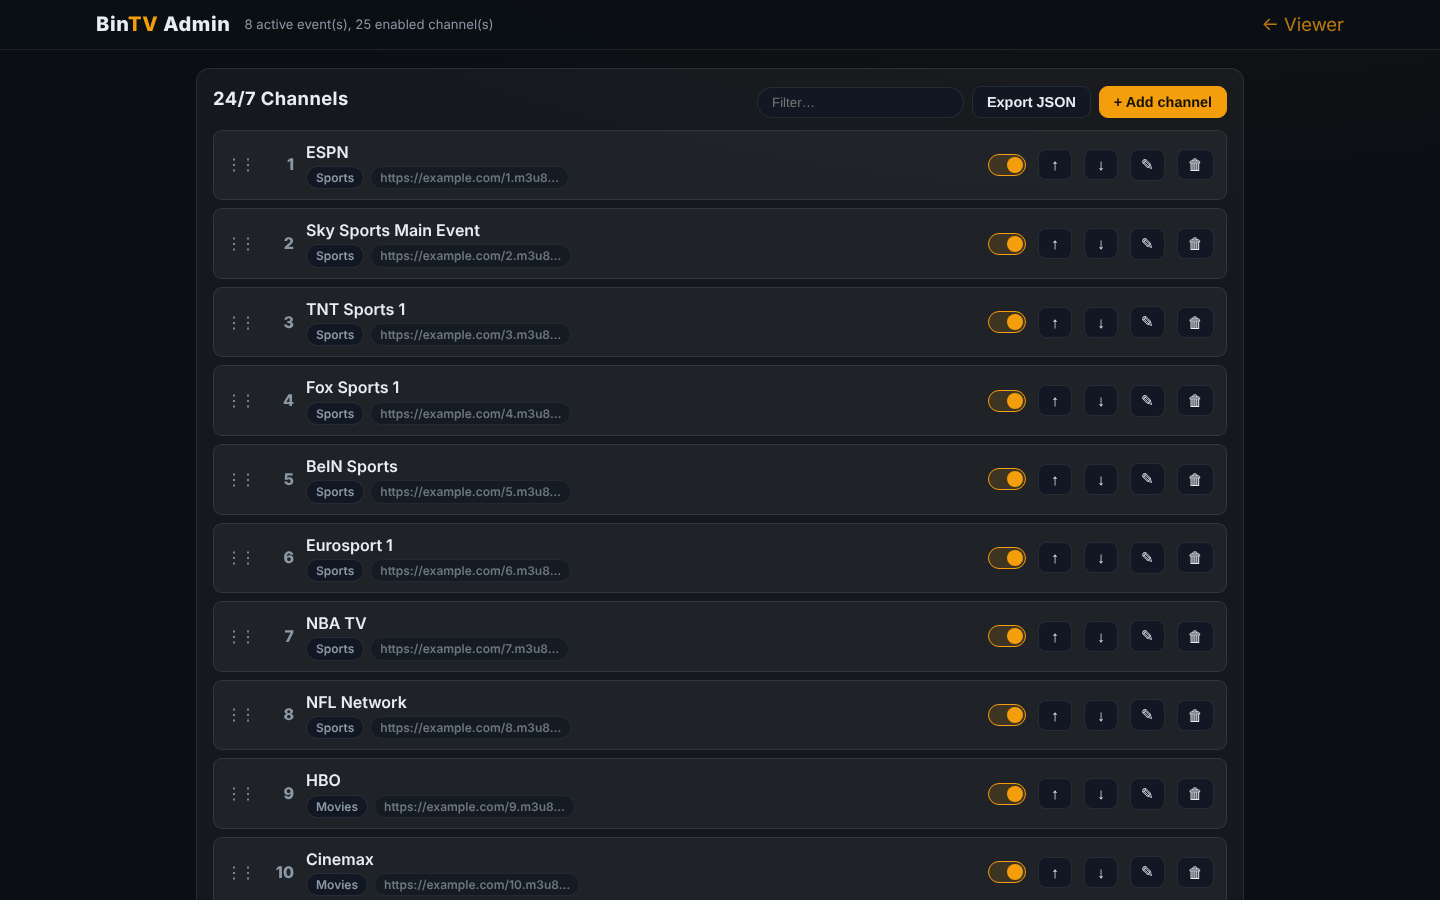 BinTV Admin 8 active event(s), 25 enabled channel(s) ← Viewer
24/7 Channels Filter… Export JSON + Add channel
1 ESPN
Sports https://example.com/1.m3u8…
2 Sky Sports Main Event
Sports https://example.com/2.m3u8…
3 TNT Sports 1
Sports https://example.com/3.m3u8…
4 Fox Sports 1
Sports https://example.com/4.m3u8…
5 BeIN Sports
Sports https://example.com/5.m3u8…
6 Eurosport 1
Sports https://example.com/6.m3u8…
7 NBA TV
Sports https://example.com/7.m3u8…
8 NFL Network
Sports https://example.com/8.m3u8…
9 HBO
Movies https://example.com/9.m3u8…
10 Cinemax
Movies https://example.com/10.m3u8…